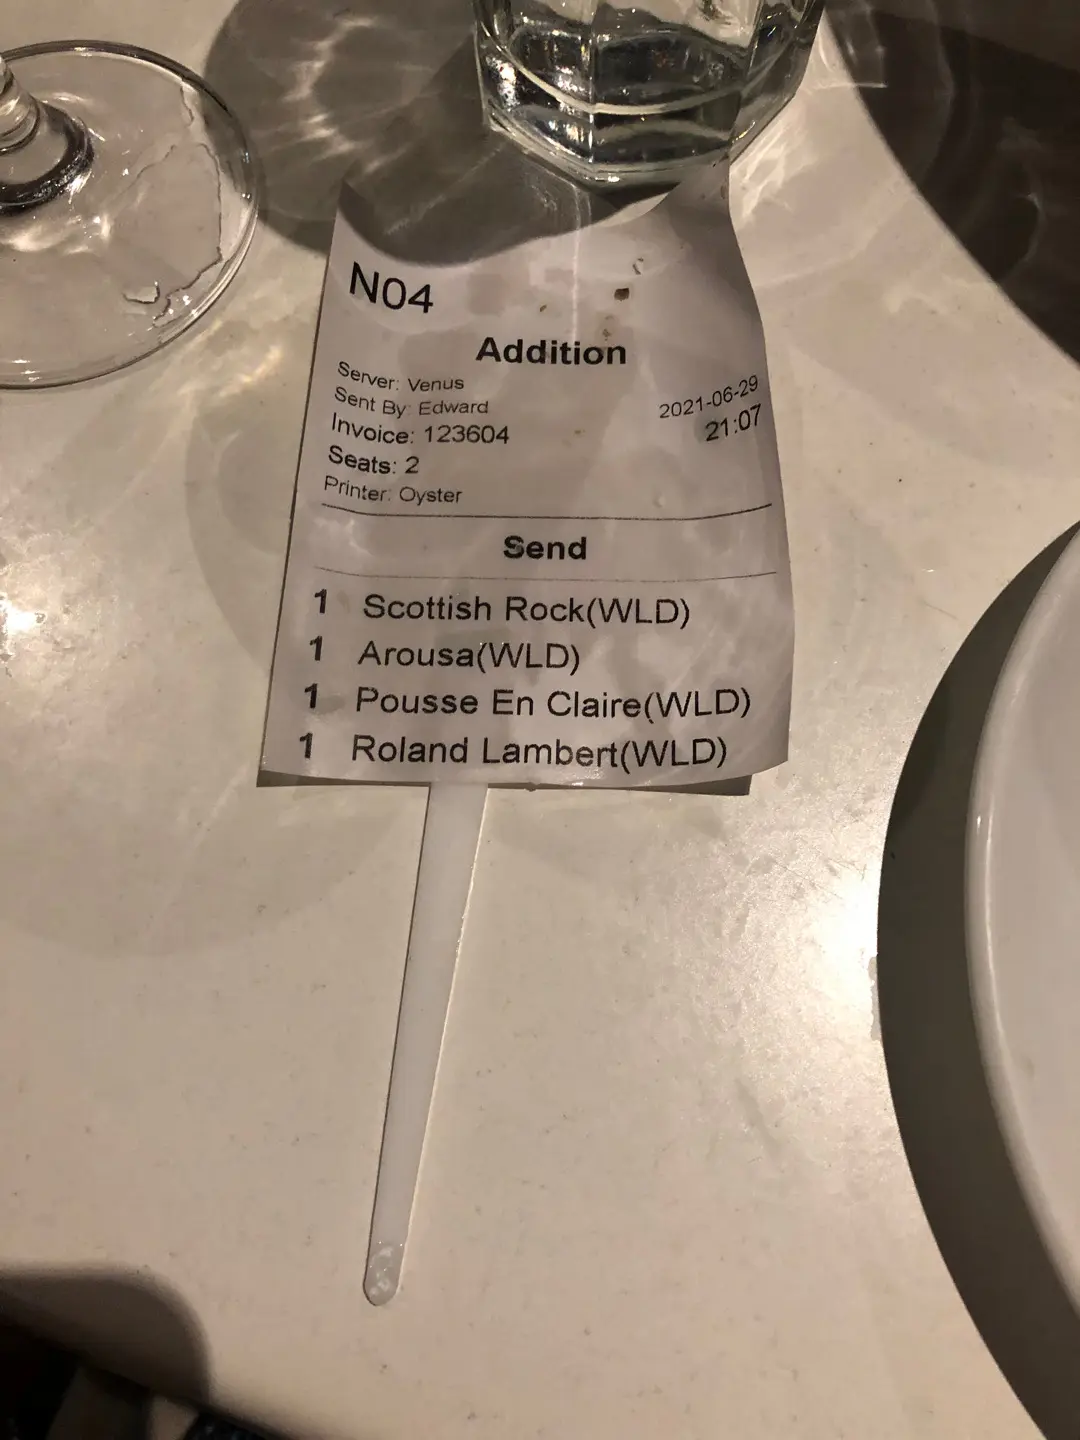 N04
Addition
Server: Venus
Sent By: Edward
2021-06-29
Invoice: 123604
21:07
Seats: 2
Printer: Oyster
Send
1 Scottish Rock(WLD)
1 Arousa(WLD)
1 Pousse En Claire(WLD)
1 Roland Lambert(WLD)